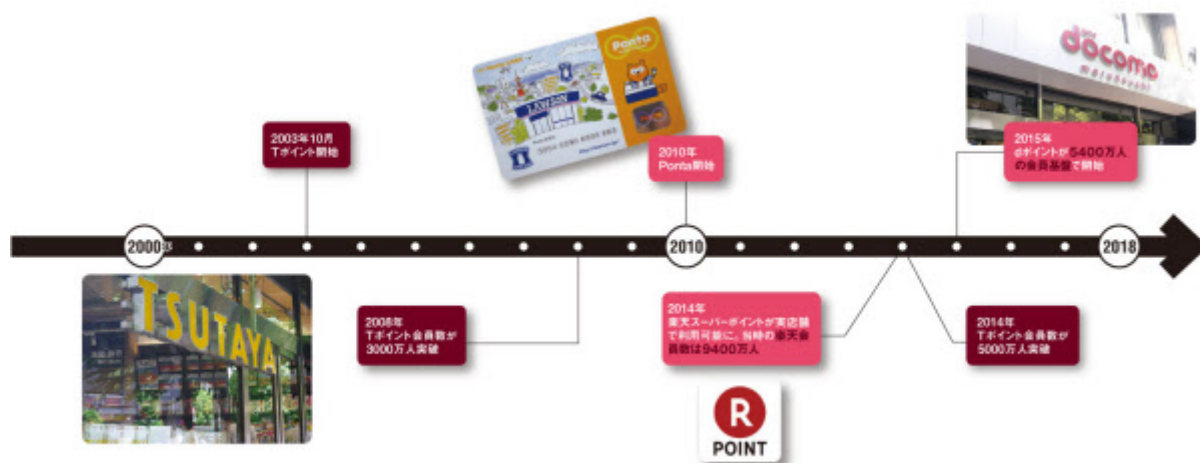 Ponta
LAWSON
docomo
2003年10月
Tポイント開始
2010年
Ponta開始
2015年
dポイントが5400万人
の会員基盤で開始
2000年
2010
2018
TSUTAYA
2008年
Tポイント会員数が
3000万人突破
2014年
楽天スーパーポイントが実店舗
で利用可能に。当時の楽天会
員数は9400万人
2014年
Tポイント会員数が
5000万人突破
R
POINT